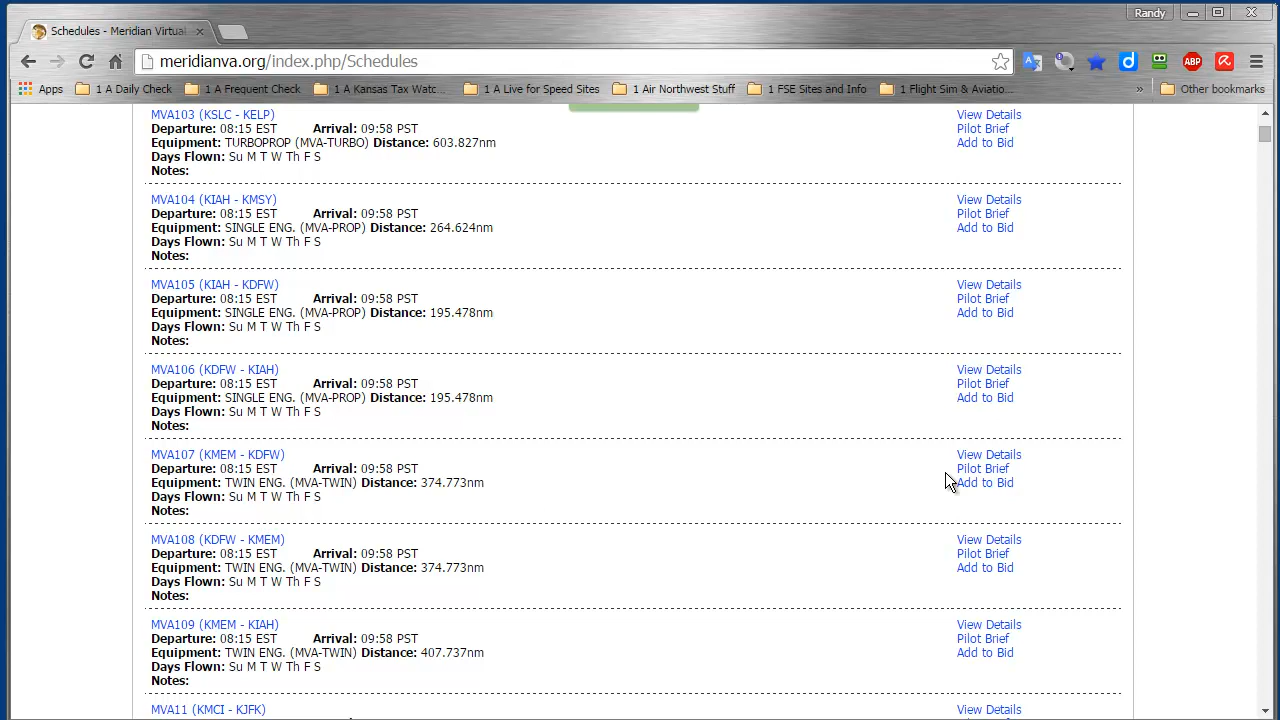 Randy
Schedules - Meridian Virtual
meridianva.org/index.php/Schedules
Apps 1 A Daily Check 1 A Frequent Check 1 A Kansas Tax Watc... 1 A Live for Speed Sites 1 Air Northwest Stuff 1 FSE Sites and Info 1 Flight Sim & Aviatio... » Other bookmarks
MVA103 (KSLC - KELP) View Details
Departure: 08:15 EST Arrival: 09:58 PST Pilot Brief
Equipment: TURBOPROP (MVA-TURBO) Distance: 603.827nm Add to Bid
Days Flown: Su M T W Th F S
Notes:
MVA104 (KIAH - KMSY) View Details
Departure: 08:15 EST Arrival: 09:58 PST Pilot Brief
Equipment: SINGLE ENG. (MVA-PROP) Distance: 264.624nm Add to Bid
Days Flown: Su M T W Th F S
Notes:
MVA105 (KIAH - KDFW) View Details
Departure: 08:15 EST Arrival: 09:58 PST Pilot Brief
Equipment: SINGLE ENG. (MVA-PROP) Distance: 195.478nm Add to Bid
Days Flown: Su M T W Th F S
Notes:
MVA106 (KDFW - KIAH) View Details
Departure: 08:15 EST Arrival: 09:58 PST Pilot Brief
Equipment: SINGLE ENG. (MVA-PROP) Distance: 195.478nm Add to Bid
Days Flown: Su M T W Th F S
Notes:
MVA107 (KMEM - KDFW) View Details
Departure: 08:15 EST Arrival: 09:58 PST Pilot Brief
Equipment: TWIN ENG. (MVA-TWIN) Distance: 374.773nm Add to Bid
Days Flown: Su M T W Th F S
Notes:
MVA108 (KDFW - KMEM) View Details
Departure: 08:15 EST Arrival: 09:58 PST Pilot Brief
Equipment: TWIN ENG. (MVA-TWIN) Distance: 374.773nm Add to Bid
Days Flown: Su M T W Th F S
Notes:
MVA109 (KMEM - KIAH) View Details
Departure: 08:15 EST Arrival: 09:58 PST Pilot Brief
Equipment: TWIN ENG. (MVA-TWIN) Distance: 407.737nm Add to Bid
Days Flown: Su M T W Th F S
Notes:
MVA11 (KMCI - KJFK) View Details